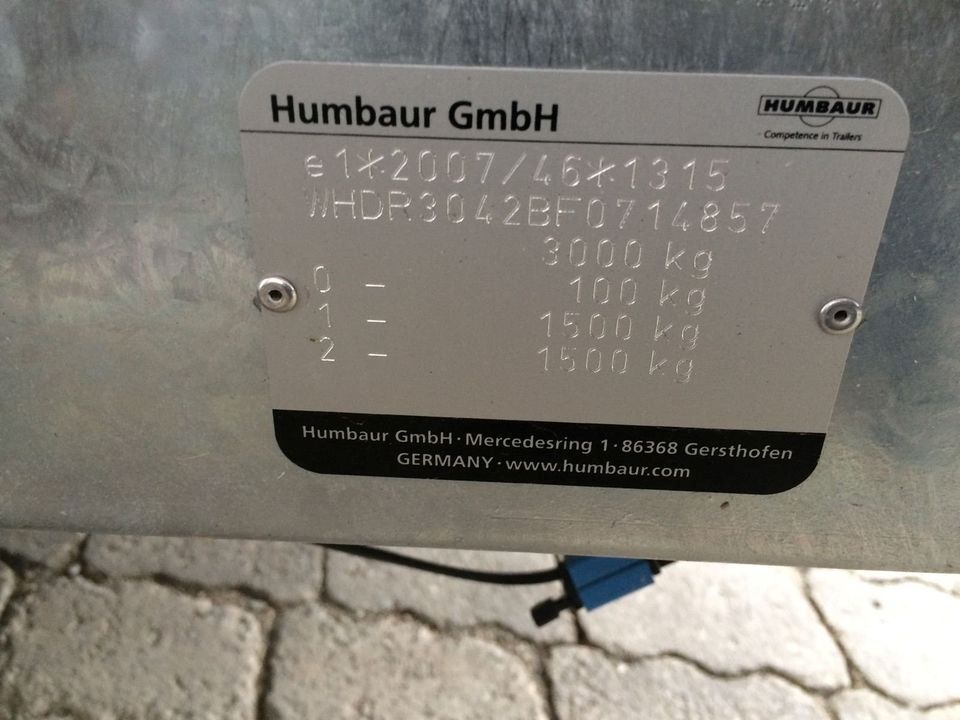 Humbaur GmbH
HUMBAUR
Competence in Trailers
e1*2007/46*1315
WHDR3042BF0714857
3000 kg
0 - 100 kg
1 - 1500 kg
2 - 1500 kg
Humbaur GmbH · Mercedesring 1 · 86368 Gersthofen
GERMANY · www.humbaur.com